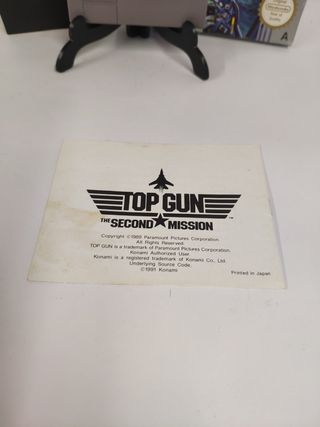 Nintendo
A
TOP GUN
THE SECOND MISSION
Copyright ©1989 Paramount Pictures Corporation.
All Rights Reserved.
TOP GUN is a trademark of Paramount Pictures Corporation.
Konami Authorized User.
Konami is a registered trademark of Konami Co., Ltd.
Underlying Source Code.
©1991 Konami
Printed in Japan